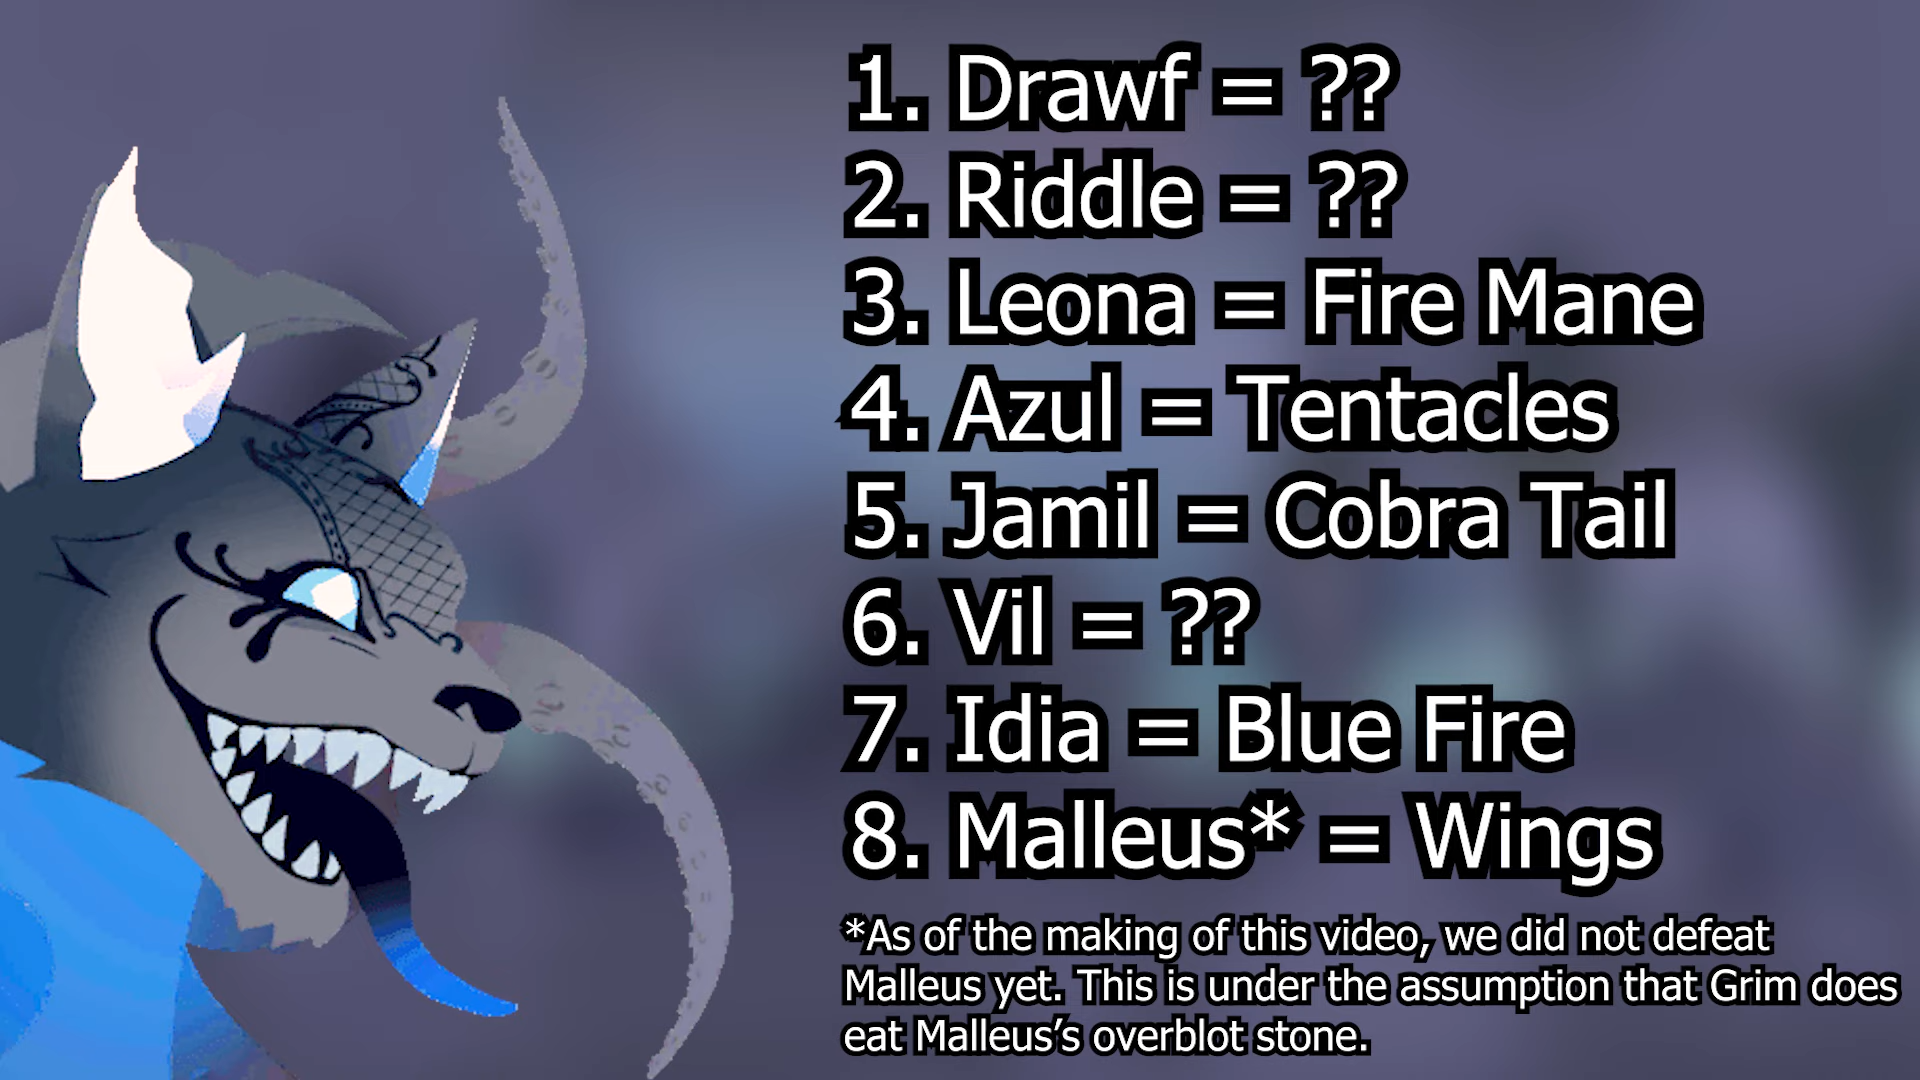 1. Drawf = ??
2. Riddle = ??
3. Leona = Fire Mane
4. Azul = Tentacles
5. Jamil = Cobra Tail
6. Vil = ??
7. Idia = Blue Fire
8. Malleus* = Wings
*As of the making of this video, we did not defeat
Malleus yet. This is under the assumption that Grim does
eat Malleus’s overblot stone.